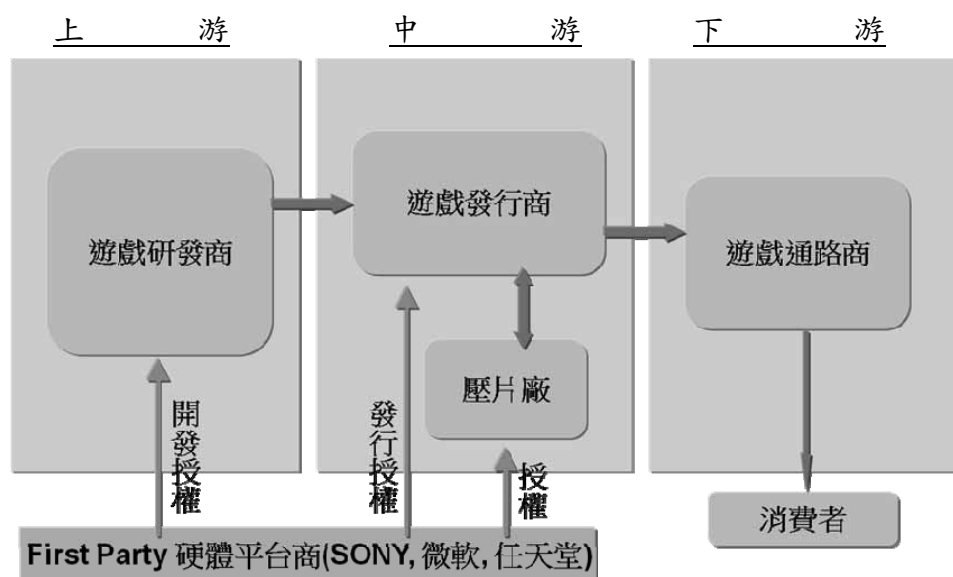 上 游
中 游
下 游
遊戲研發商
遊戲發行商
遊戲通路商
壓片廠
開發授權
發行授權
授權
消費者
First Party 硬體平台商(SONY, 微軟, 任天堂)